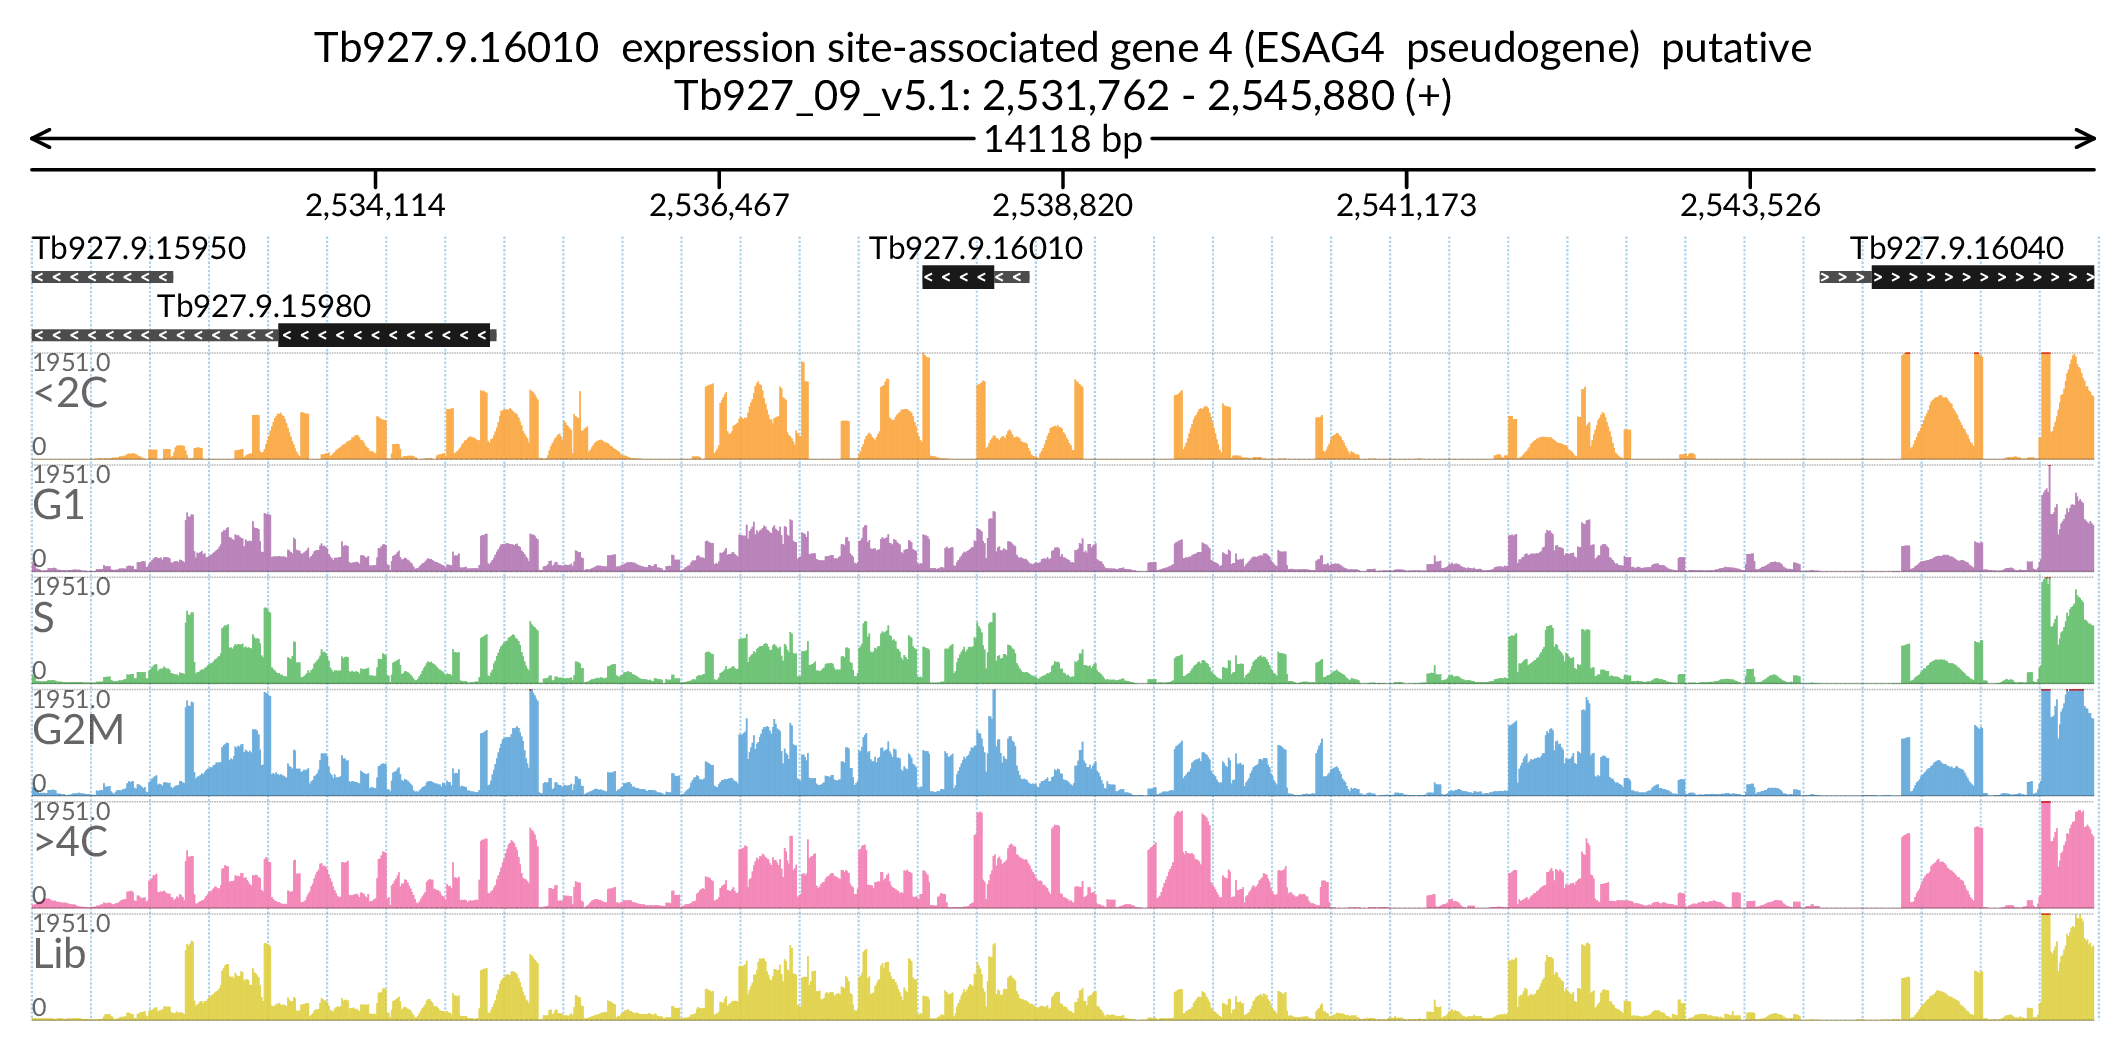 Tb927.9.16010  expression site-associated gene 4 (ESAG4  pseudogene)  putative
Tb927_09_v5.1: 2,531,762 - 2,545,880 (+)
14118 bp
2,534,114 2,536,467 2,538,820 2,541,173 2,543,526
Tb927.9.15950 Tb927.9.16010 Tb927.9.16040
Tb927.9.15980
1951.0
<2C
0
1951.0
G1
0
1951.0
S
0
1951.0
G2M
0
1951.0
>4C
0
1951.0
Lib
0